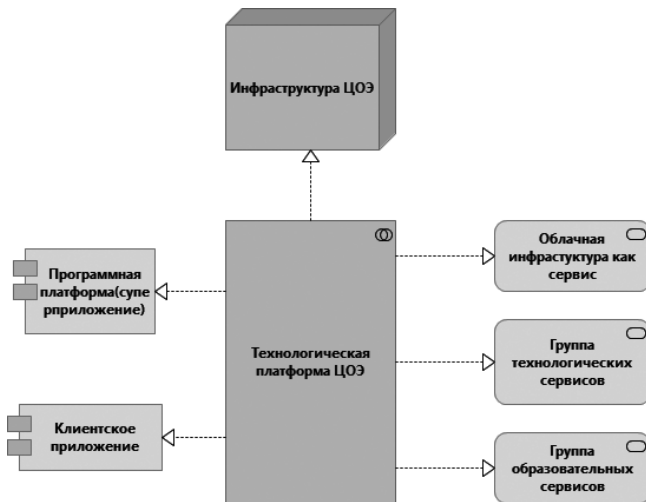 Инфраструктура ЦОЭ
Программная
платформа(супе
рприложение)
Клиентское
приложение
Технологическая
платформа ЦОЭ
Облачная
инфрастуктура как
сервис
Группа
технологических
сервисов
Группа
образовательных
сервисов